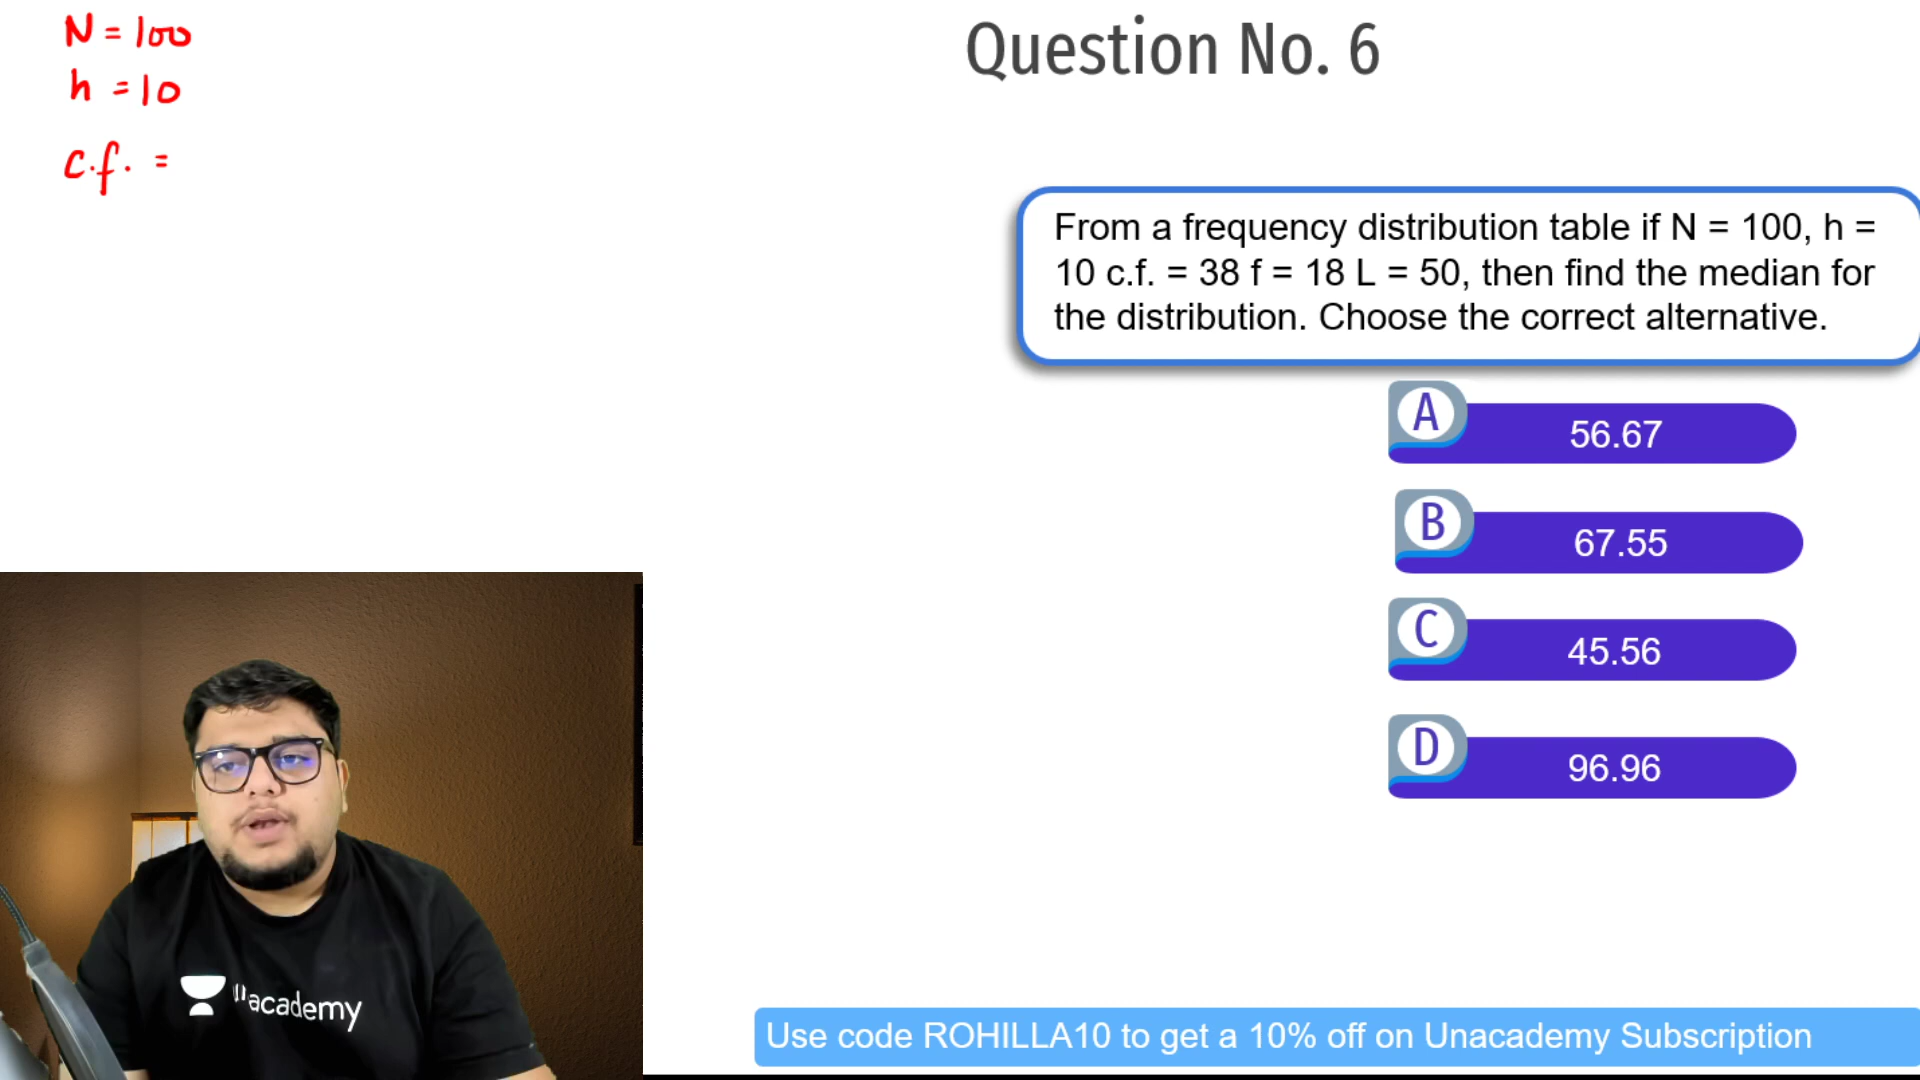 N = 100
h = 10
c.f. =
Question No. 6
From a frequency distribution table if N = 100, h =
10 c.f. = 38 f = 18 L = 50, then find the median for
the distribution. Choose the correct alternative.
A 56.67
B 67.55
C 45.56
D 96.96
unacademy
Use code ROHILLA10 to get a 10% off on Unacademy Subscription